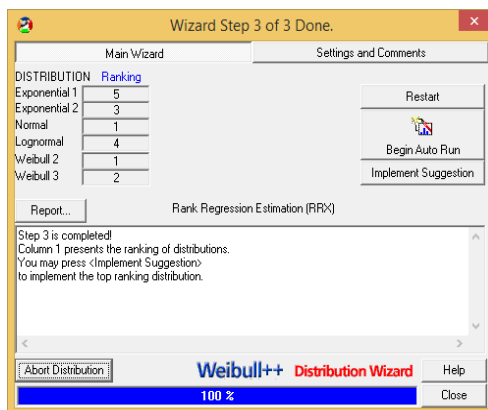 Wizard Step 3 of 3 Done.
x
Main Wizard
Settings and Comments
DISTRIBUTION Ranking
Exponential 1 5
Exponential 2 3
Normal 1
Lognormal 4
Weibull 2 1
Weibull 3 2
Restart
Begin Auto Run
Implement Suggestion
Report...
Rank Regression Estimation (RRX)
Step 3 is completed!
Column 1 presents the ranking of distributions.
You may press <Implement Suggestion>
to implement the top ranking distribution.
Abort Distribution
Weibull++ Distribution Wizard
Help
100 %
Close